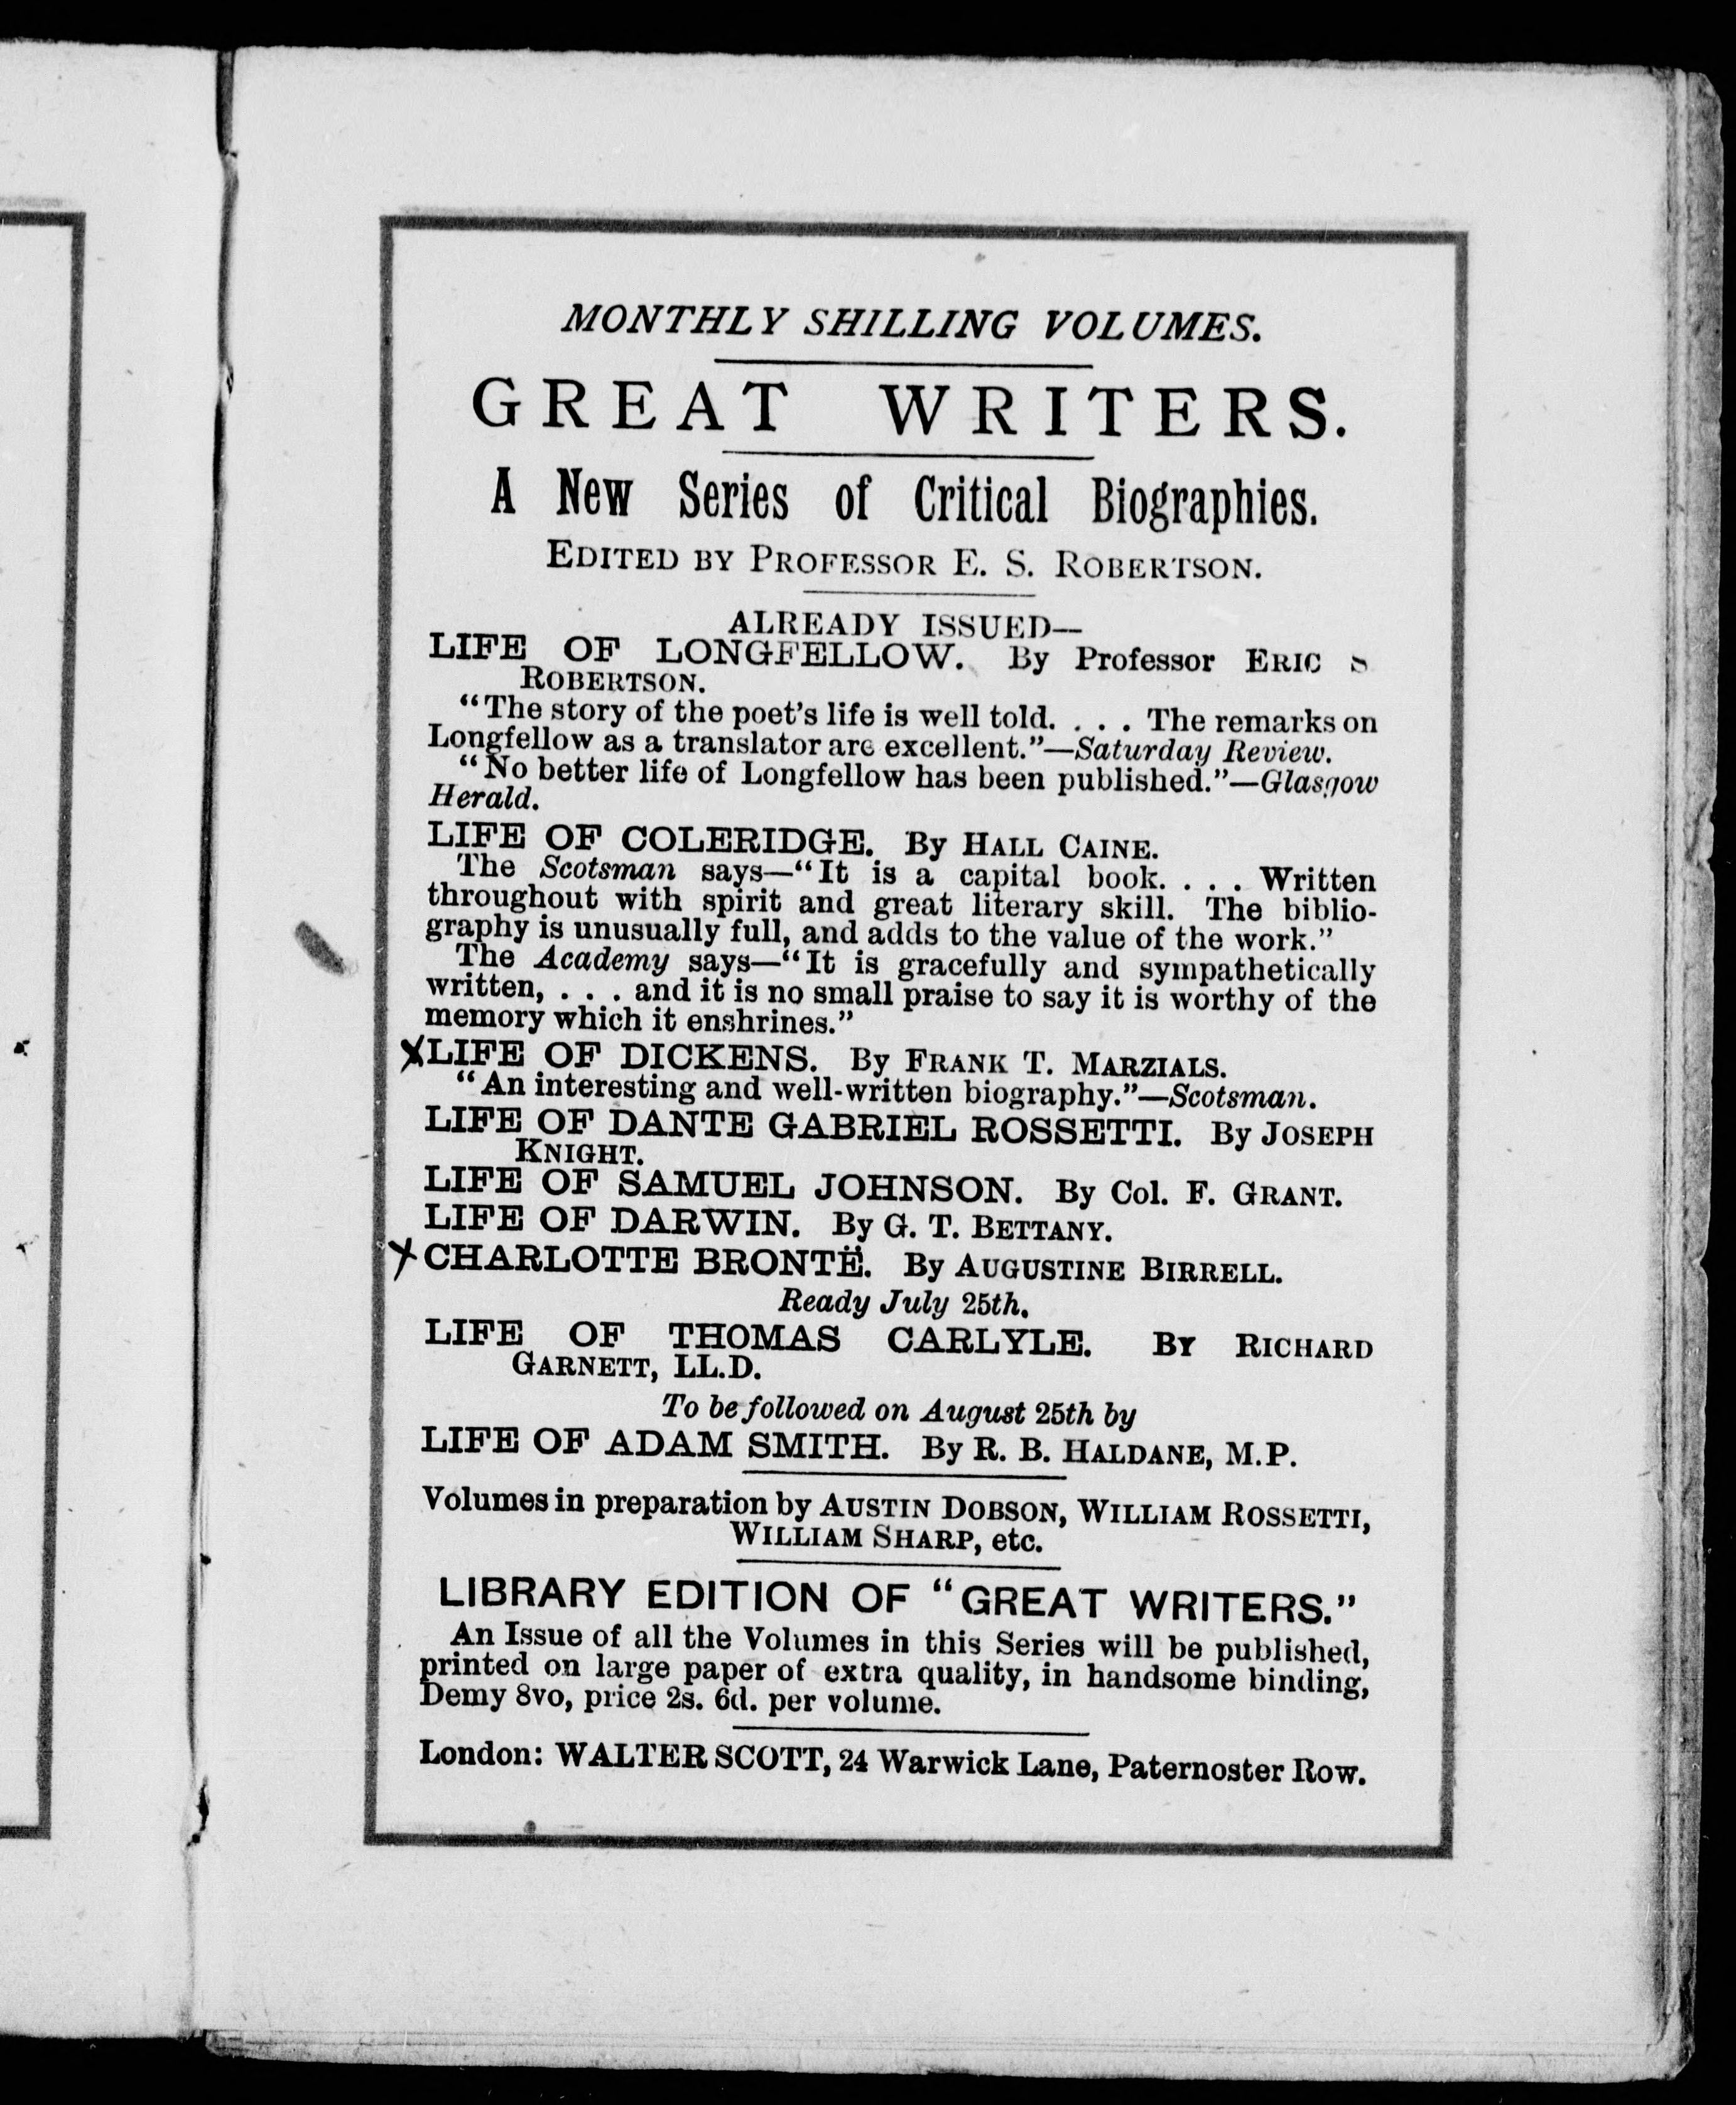 MONTHLY SHILLING VOLUMES.
GREAT WRITERS.
A New Series of Critical Biographies.
EDITED BY PROFESSOR E. S. ROBERTSON.
ALREADY ISSUED—
LIFE OF LONGFELLOW. By Professor ERIC S
ROBERTSON.
"The story of the poet's life is well told. . . . The remarks on
Longfellow as a translator are excellent."—Saturday Review.
"No better life of Longfellow has been published."—Glasgow
Herald.
LIFE OF COLERIDGE. By HALL CAINE.
The Scotsman says—"It is a capital book. . . . Written
throughout with spirit and great literary skill. The biblio-
graphy is unusually full, and adds to the value of the work."
The Academy says—"It is gracefully and sympathetically
written, . . . and it is no small praise to say it is worthy of the
memory which it enshrines."
X LIFE OF DICKENS. By FRANK T. MARZIALS.
"An interesting and well-written biography."—Scotsman.
LIFE OF DANTE GABRIEL ROSSETTI. By JOSEPH
KNIGHT.
LIFE OF SAMUEL JOHNSON. By Col. F. GRANT.
LIFE OF DARWIN. By G. T. BETTANY.
X CHARLOTTE BRONTË. By AUGUSTINE BIRRELL.
Ready July 25th.
LIFE OF THOMAS CARLYLE. BY RICHARD
GARNETT, LL.D.
To be followed on August 25th by
LIFE OF ADAM SMITH. By R. B. HALDANE, M.P.
Volumes in preparation by AUSTIN DOBSON, WILLIAM ROSSETTI,
WILLIAM SHARP, etc.
LIBRARY EDITION OF "GREAT WRITERS."
An Issue of all the Volumes in this Series will be published,
printed on large paper of extra quality, in handsome binding,
Demy 8vo, price 2s. 6d. per volume.
London: WALTER SCOTT, 24 Warwick Lane, Paternoster Row.